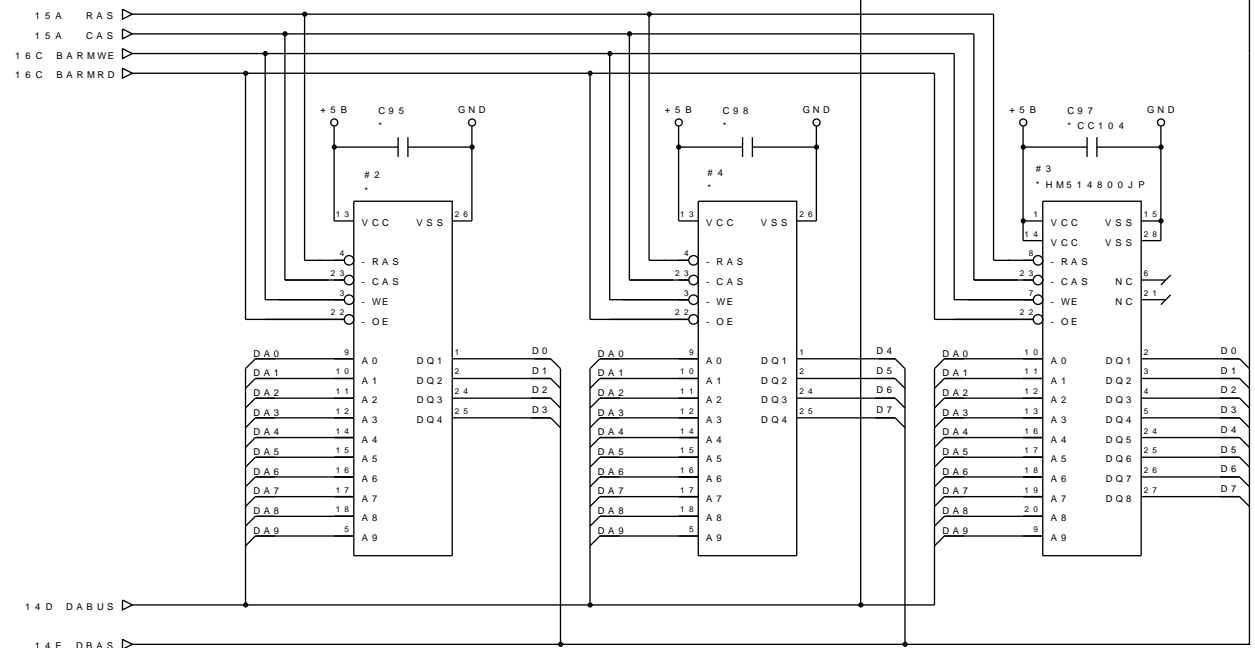 15A RAS
15A CAS
16C BARMWE
16C BARMRD
+5B C95 GND
*
#2
*
13 VCC VSS 26
4 -RAS
23 -CAS
3 -WE
22 -OE
DA0 9 A0 DQ1 1 D0
DA1 10 A1 DQ2 2 D1
DA2 11 A2 DQ3 24 D2
DA3 12 A3 DQ4 25 D3
DA4 14 A4
DA5 15 A5
DA6 16 A6
DA7 17 A7
DA8 18 A8
DA9 5 A9
+5B C98 GND
*
#4
*
13 VCC VSS 26
4 -RAS
23 -CAS
3 -WE
22 -OE
DA0 9 A0 DQ1 1 D4
DA1 10 A1 DQ2 2 D5
DA2 11 A2 DQ3 24 D6
DA3 12 A3 DQ4 25 D7
DA4 14 A4
DA5 15 A5
DA6 16 A6
DA7 17 A7
DA8 18 A8
DA9 5 A9
+5B C97 GND
*CC104
#3
*HM514800JP
1 VCC VSS 15
14 VCC VSS 28
8 -RAS
23 -CAS NC 6
7 -WE NC 21
22 -OE
DA0 10 A0 DQ1 2 D0
DA1 11 A1 DQ2 3 D1
DA2 12 A2 DQ3 4 D2
DA3 13 A3 DQ4 5 D3
DA4 16 A4 DQ5 24 D4
DA5 17 A5 DQ6 25 D5
DA6 18 A6 DQ7 26 D6
DA7 19 A7 DQ8 27 D7
DA8 20 A8
DA9 9 A9
14D DABUS
DBAS